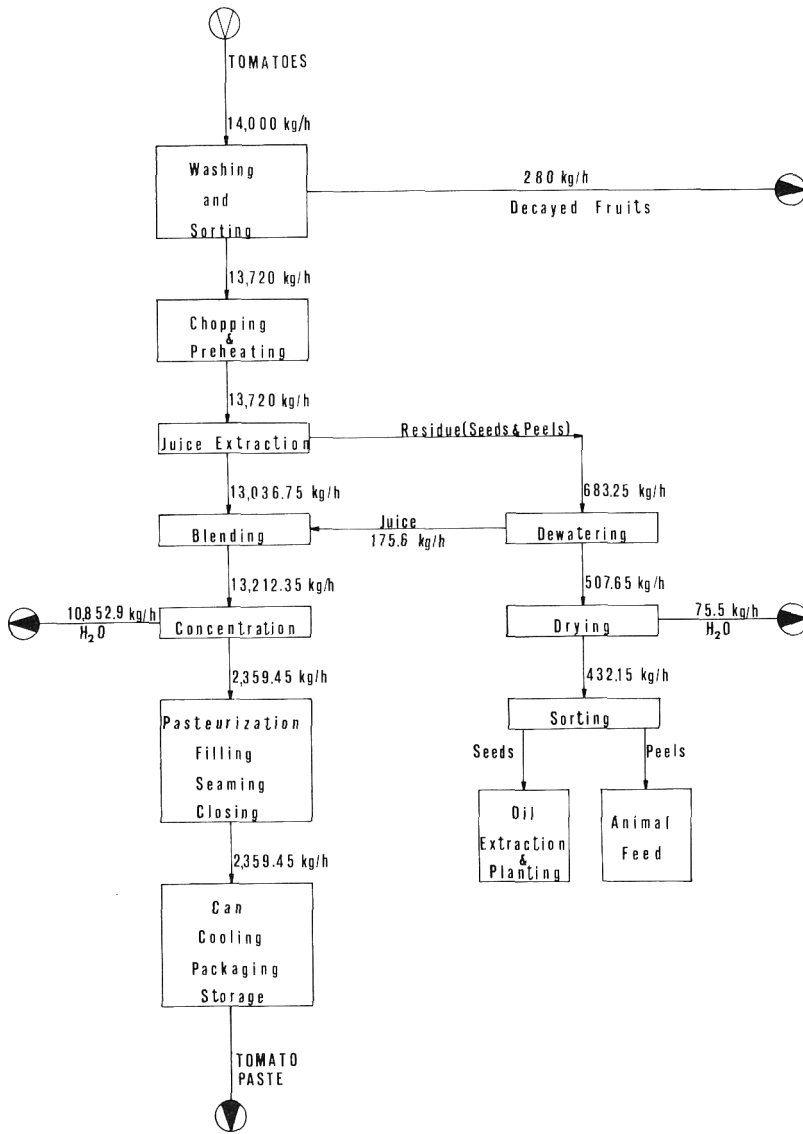 TOMATOES
14,000 kg/h
Washing
and
Sorting
280 kg/h
Decayed Fruits
13,720 kg/h
Chopping
&
Preheating
13,720 kg/h
Juice Extraction
Residue(Seeds&Peels)
13,036.75 kg/h
683.25 kg/h
Blending
Juice
175.6 kg/h
Dewatering
13,212.35 kg/h
507.65 kg/h
10,852.9 kg/h
H₂O
Concentration
Drying
75.5 kg/h
H₂O
2,359.45 kg/h
432.15 kg/h
Sorting
Pasteurization
Filling
Seaming
Closing
Seeds
Peels
Oil
Extraction
&
Planting
Animal
Feed
2,359.45 kg/h
Can
Cooling
Packaging
Storage
TOMATO
PASTE